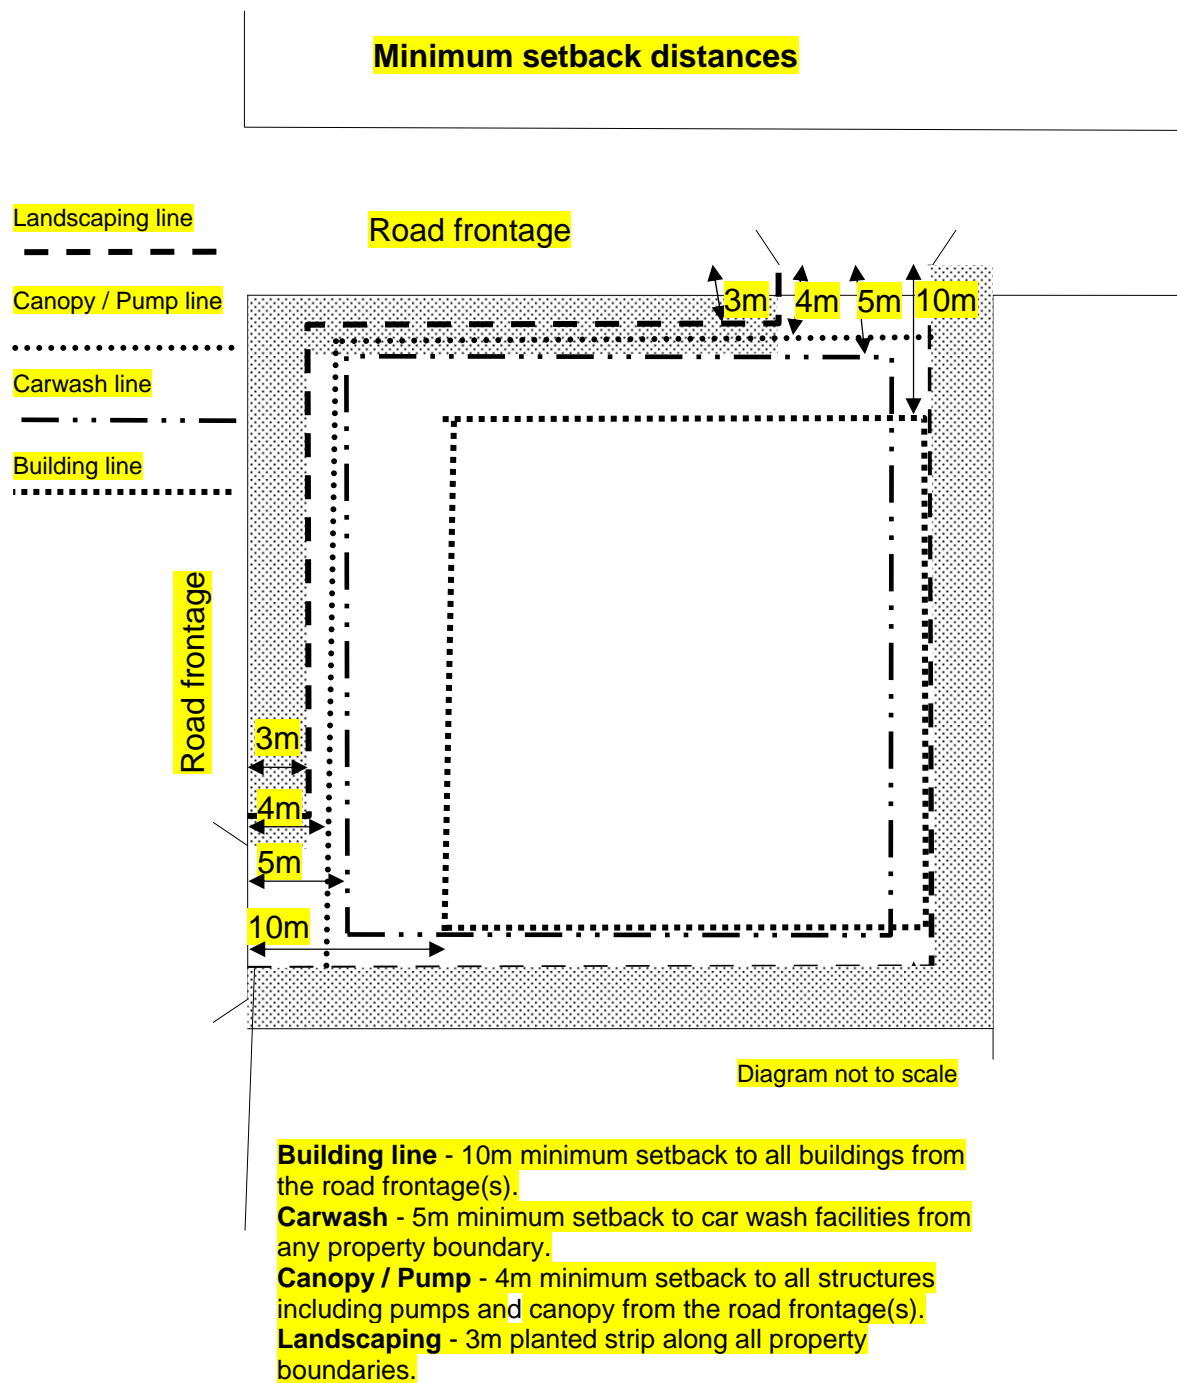 Minimum setback distances
Landscaping line
Road frontage
Canopy / Pump line
3m
4m
5m
10m
Carwash line
Building line
Road frontage
3m
4m
5m
10m
Diagram not to scale
Building line - 10m minimum setback to all buildings from
the road frontage(s).
Carwash - 5m minimum setback to car wash facilities from
any property boundary.
Canopy / Pump - 4m minimum setback to all structures
including pumps and canopy from the road frontage(s).
Landscaping - 3m planted strip along all property
boundaries.